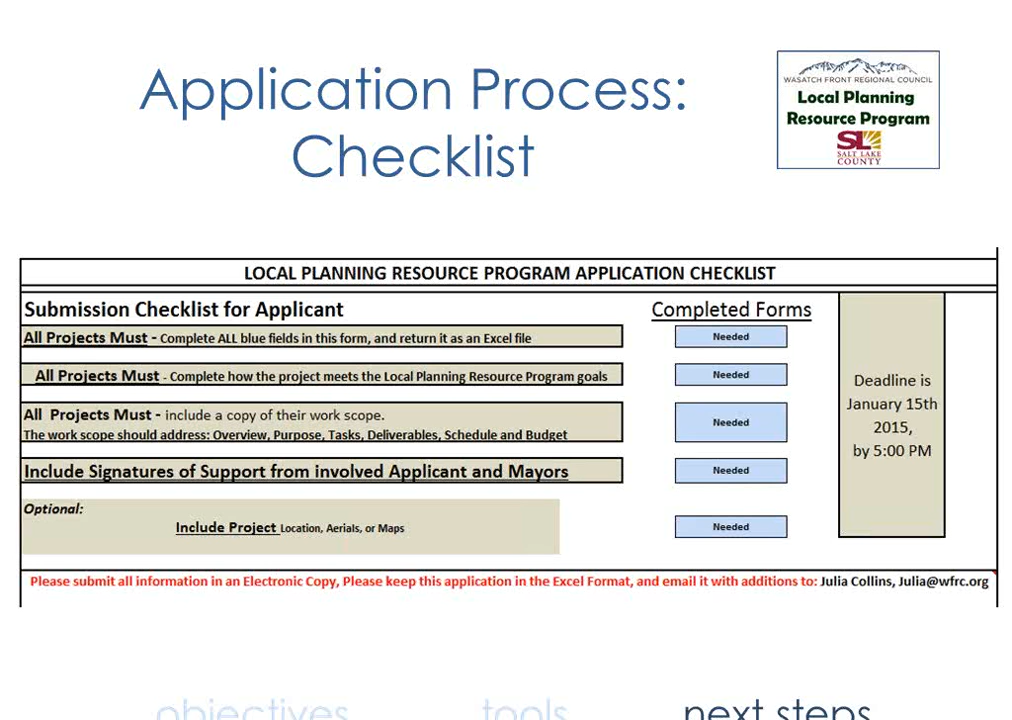 Application Process:
Checklist
WASATCH FRONT REGIONAL COUNCIL
Local Planning
Resource Program
SL
SALT LAKE
COUNTY
LOCAL PLANNING RESOURCE PROGRAM APPLICATION CHECKLIST
Submission Checklist for Applicant
Completed Forms
All Projects Must - Complete ALL blue fields in this form, and return it as an Excel file
Needed
All Projects Must - Complete how the project meets the Local Planning Resource Program goals
Needed
All Projects Must - include a copy of their work scope.
The work scope should address: Overview, Purpose, Tasks, Deliverables, Schedule and Budget
Needed
Include Signatures of Support from involved Applicant and Mayors
Needed
Optional:
Include Project Location, Aerials, or Maps
Needed
Deadline is
January 15th
2015,
by 5:00 PM
Please submit all information in an Electronic Copy, Please keep this application in the Excel Format, and email it with additions to: Julia Collins, Julia@wfrc.org
objectives tools next steps